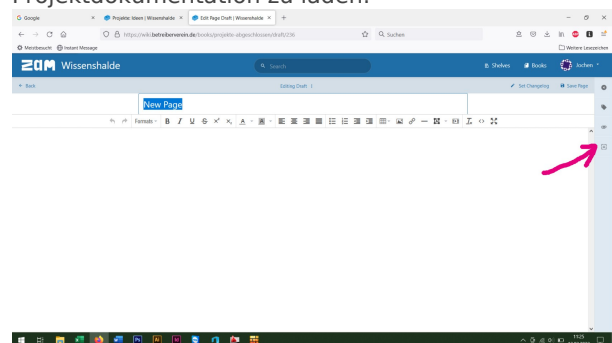 Projektdokumentation zu laden.
Google
Projekte: Ideen | Wissenshalde
Edit Page Draft | Wissenshalde
https://wiki.betreiberverein.de/books/projekte-abgeschlossen/draft/236
Suchen
Meistbesucht Instant Message
Weitere Lesezeichen
ZAM Wissenshalde
Search
Shelves Books Jochen
Back
Editing Draft
Set Changelog Save Page
New Page
Formats B I U S
1125